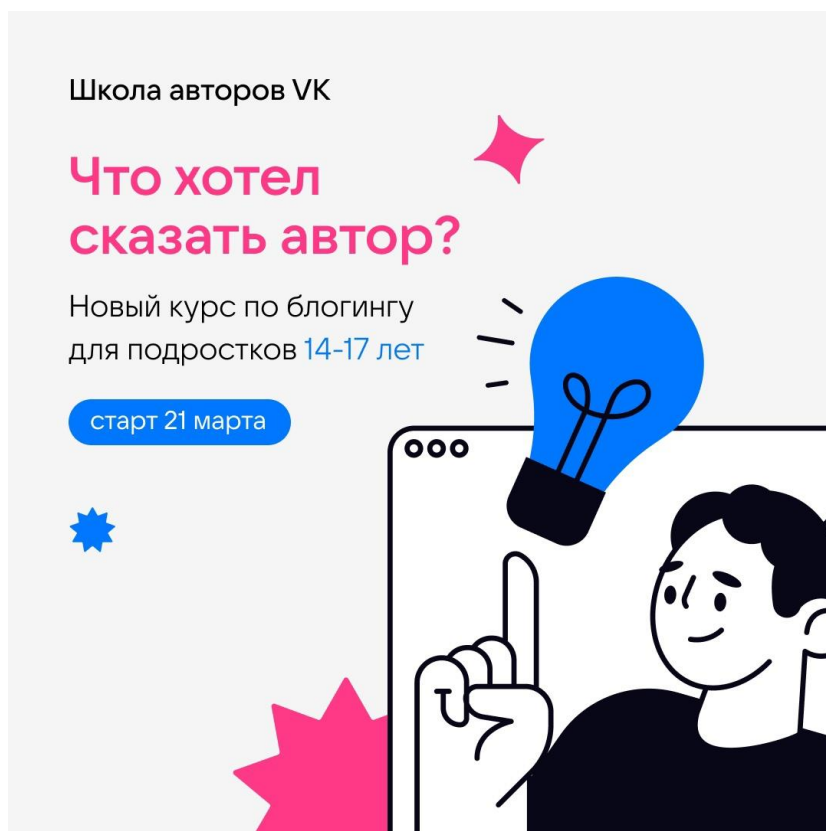 Школа авторов VK
Что хотел
сказать автор?
Новый курс по блогингу
для подростков 14-17 лет
старт 21 марта